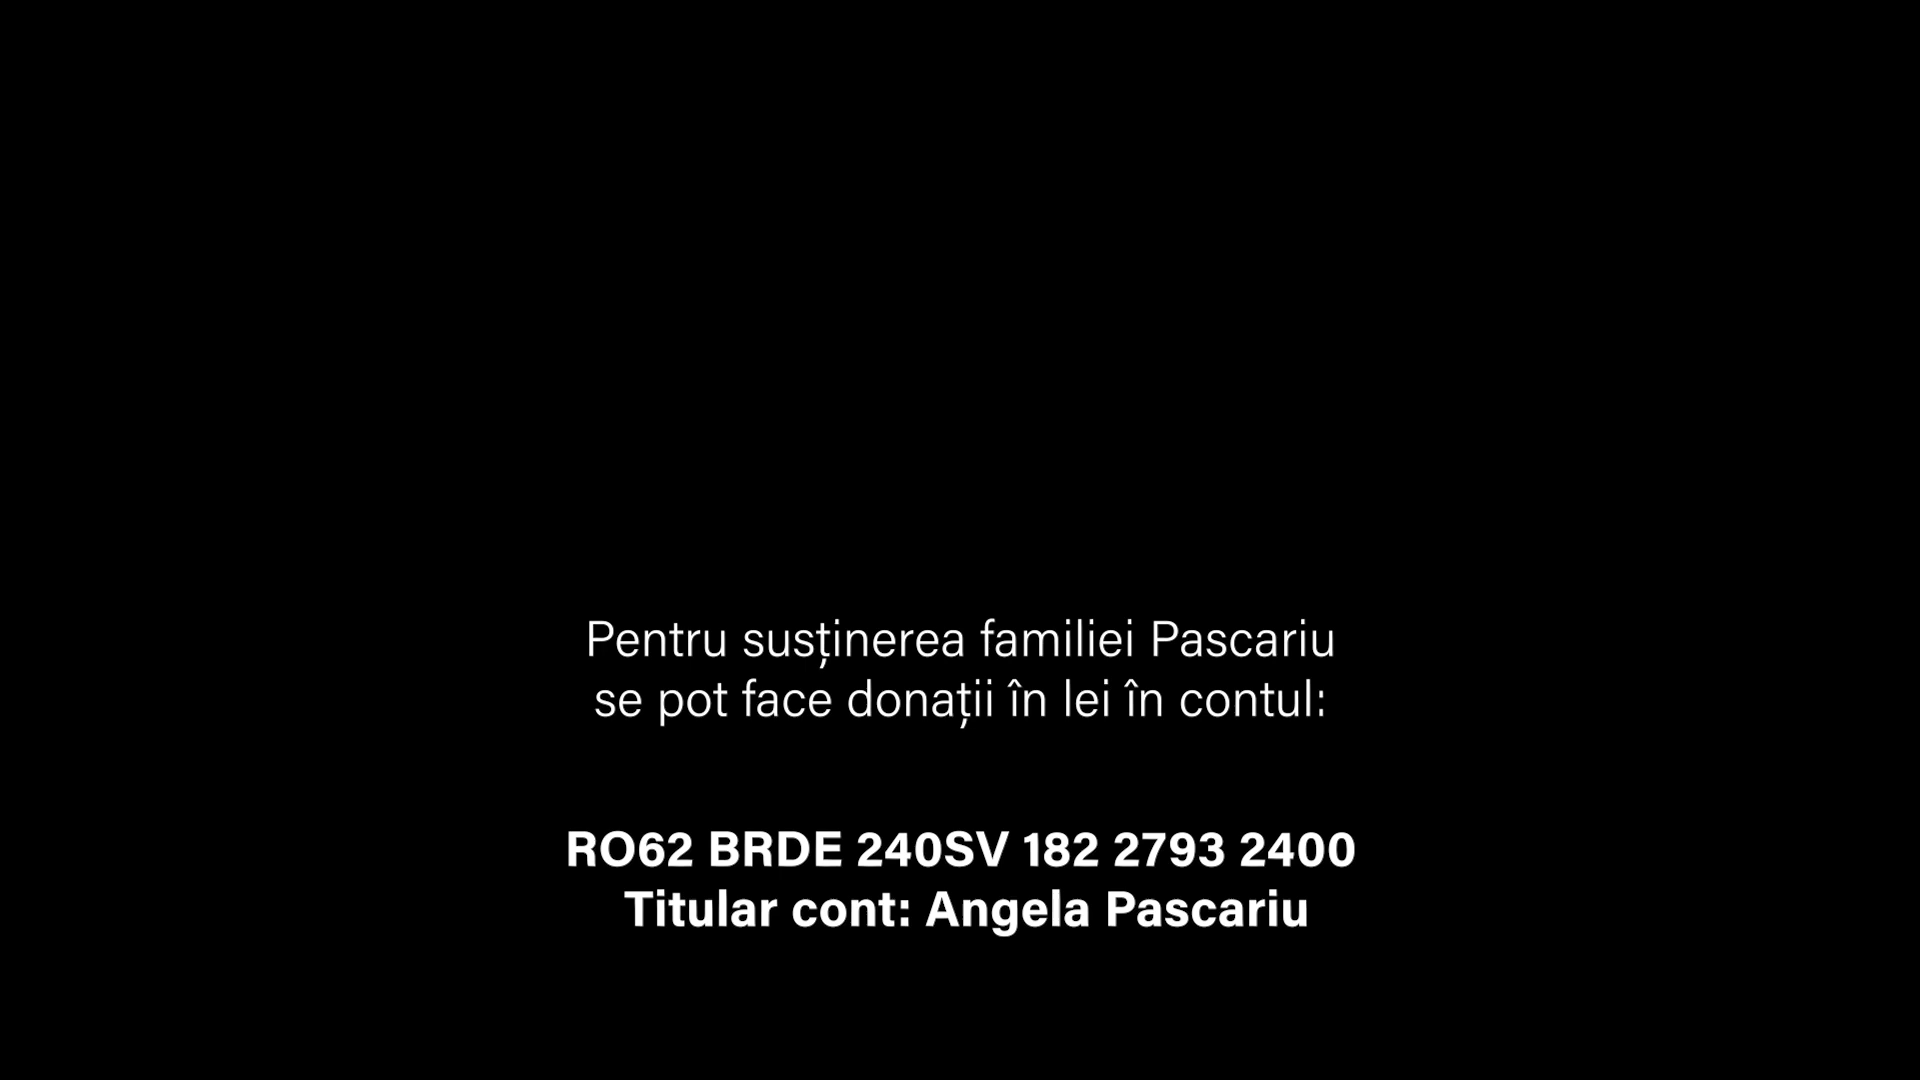 Pentru susținerea familiei Pascariu
se pot face donații în lei în contul:
RO62 BRDE 240SV 182 2793 2400
Titular cont: Angela Pascariu